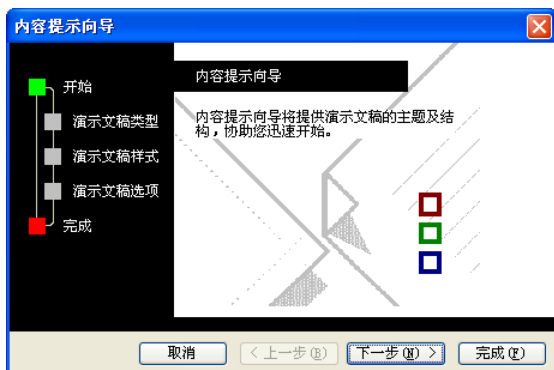 内容提示向导
开始
演示文稿类型
演示文稿样式
演示文稿选项
完成
内容提示向导
内容提示向导将提供演示文稿的主题及结
构，协助您迅速开始。
取消
< 上一步(B)
下一步(N) >
完成(F)